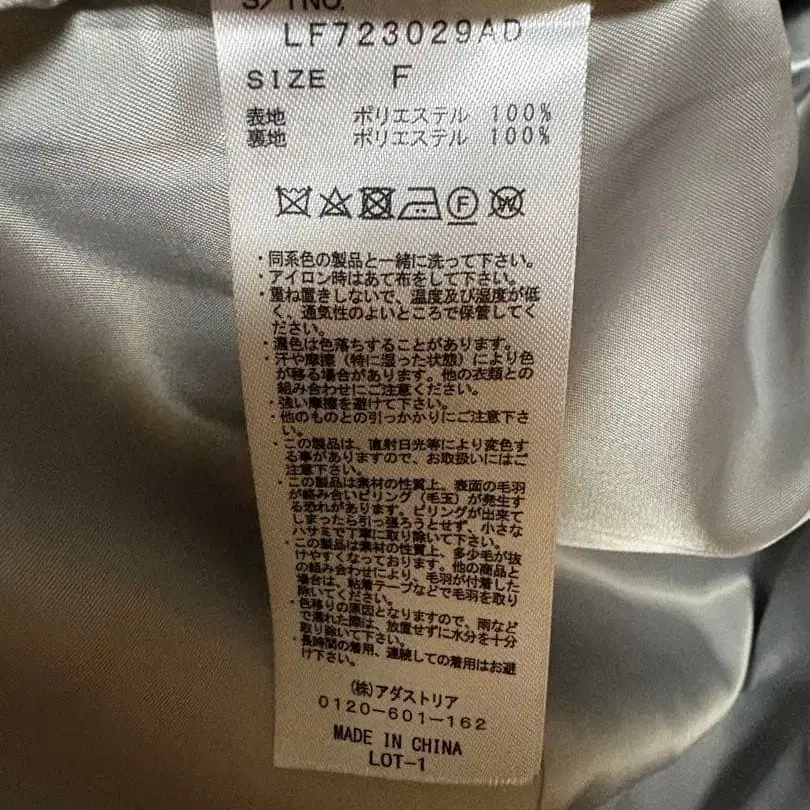 S/TNO.
LF723029AD
SIZE F
表地 ポリエステル 100%
裏地 ポリエステル 100%
F W
・同系色の製品と一緒に洗って下さい。
・アイロン時はあて布をして下さい。
・重ね置きしないで、温度及び湿度が低
く、通気性のよいところで保管してく
ださい。
・濃色は色落ちすることがあります。
・汗や摩擦（特に湿った状態）により色
が移る場合があります。他の衣類との
組み合わせにご注意ください。
・強い摩擦を避けて下さい。
・他のものとの引っかかりにご注意下さ
い。
・この製品は、直射日光等により変色す
る事がありますので、お取扱いにはご
注意下さい。
・この製品は素材の性質上、表面の毛羽
が絡み合いピリング（毛玉）が発生す
る恐れがあります。ピリングが出来て
しまったら引っ張ろうとせず、小さな
ハサミで丁寧に取り除いて下さい。
・この製品は素材の性質上、多少毛が抜
けやすくなっております。他の商品と
の組み合わせにより、毛羽が付着した
場合は、粘着テープなどで毛羽を取り
除いてください。
・色移りの原因となりますので、雨など
で濡れた際は、放置せずに水分を十分
取り除いて下さい。
・長時間の着用、連続しての着用はお避
け下さい。
(株)アダストリア
0120-601-162
MADE IN CHINA
LOT-1